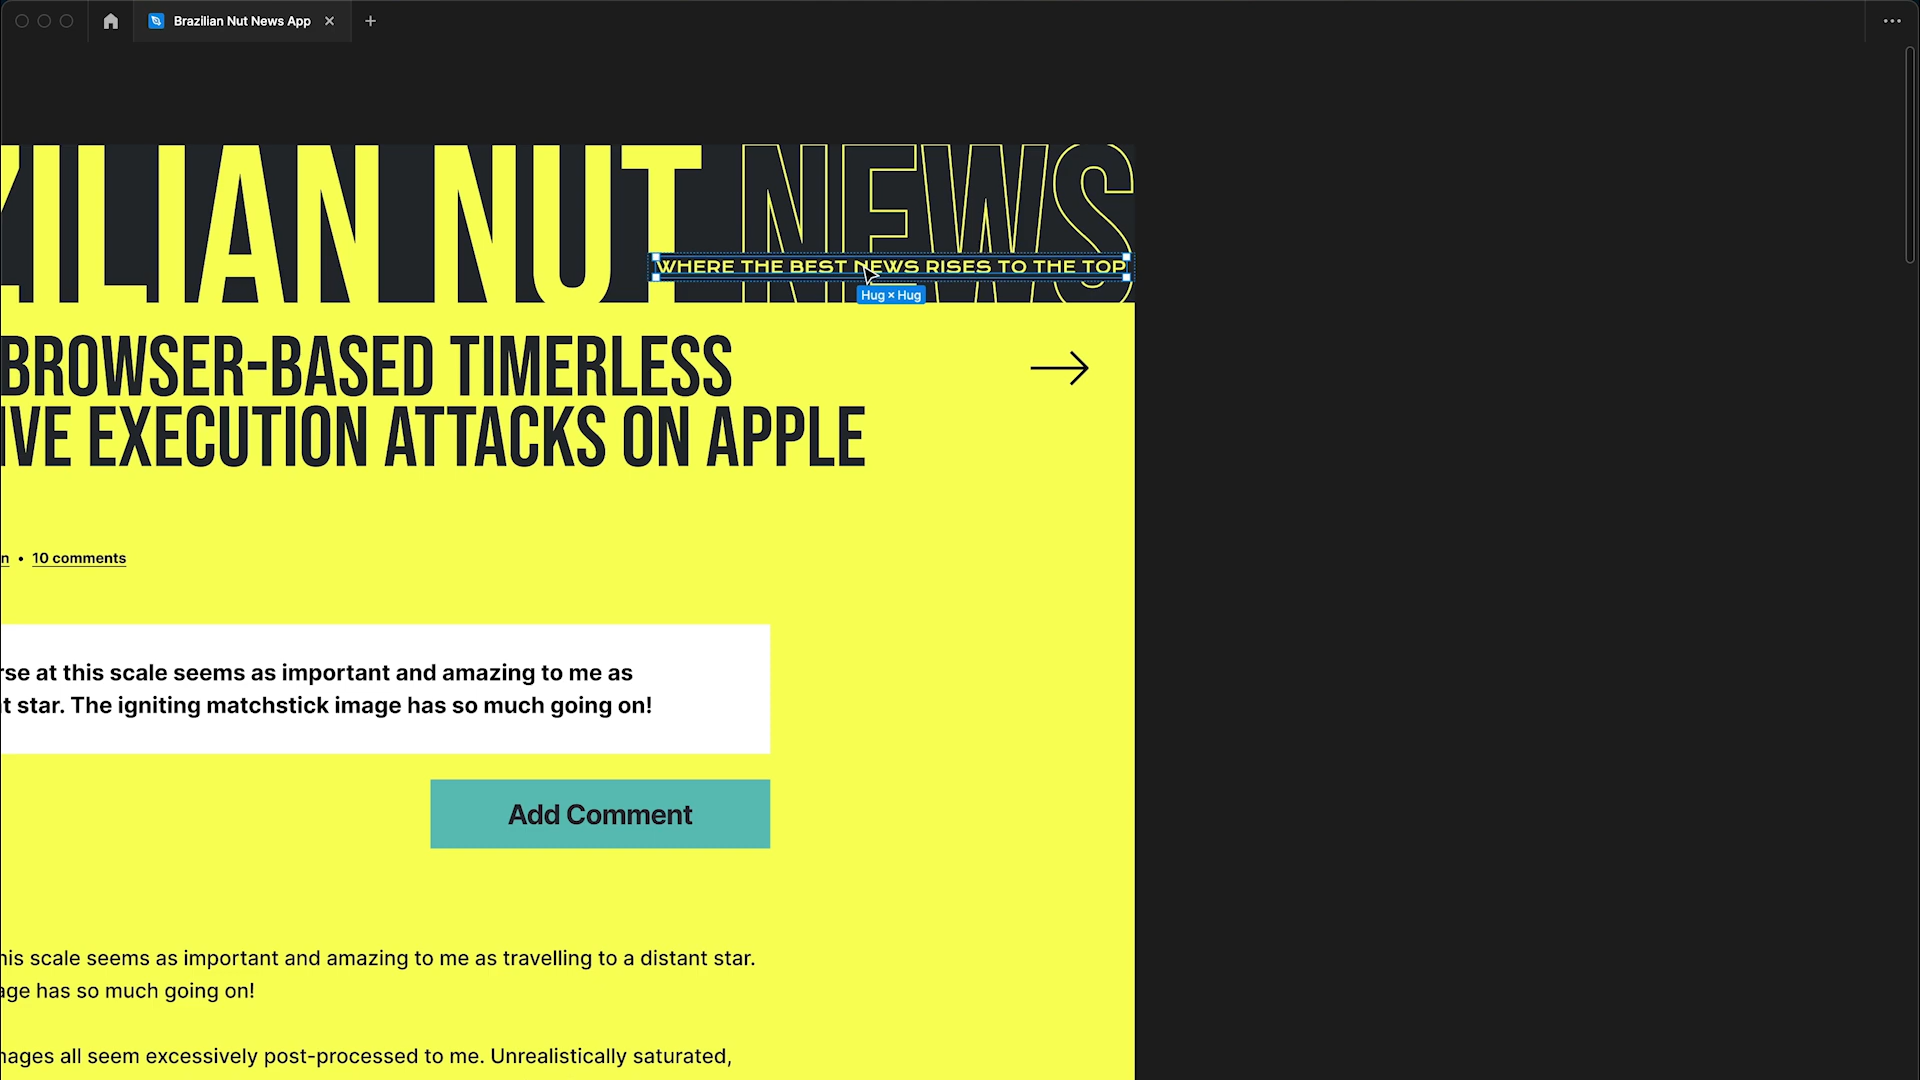 Brazilian Nut News App
ZILIAN NUT NEWS
WHERE THE BEST NEWS RISES TO THE TOP
Hug × Hug
BROWSER-BASED TIMERLESS
IVE EXECUTION ATTACKS ON APPLE
n • 10 comments
rse at this scale seems as important and amazing to me as
t star. The igniting matchstick image has so much going on!
Add Comment
his scale seems as important and amazing to me as travelling to a distant star.
age has so much going on!
nages all seem excessively post-processed to me. Unrealistically saturated,